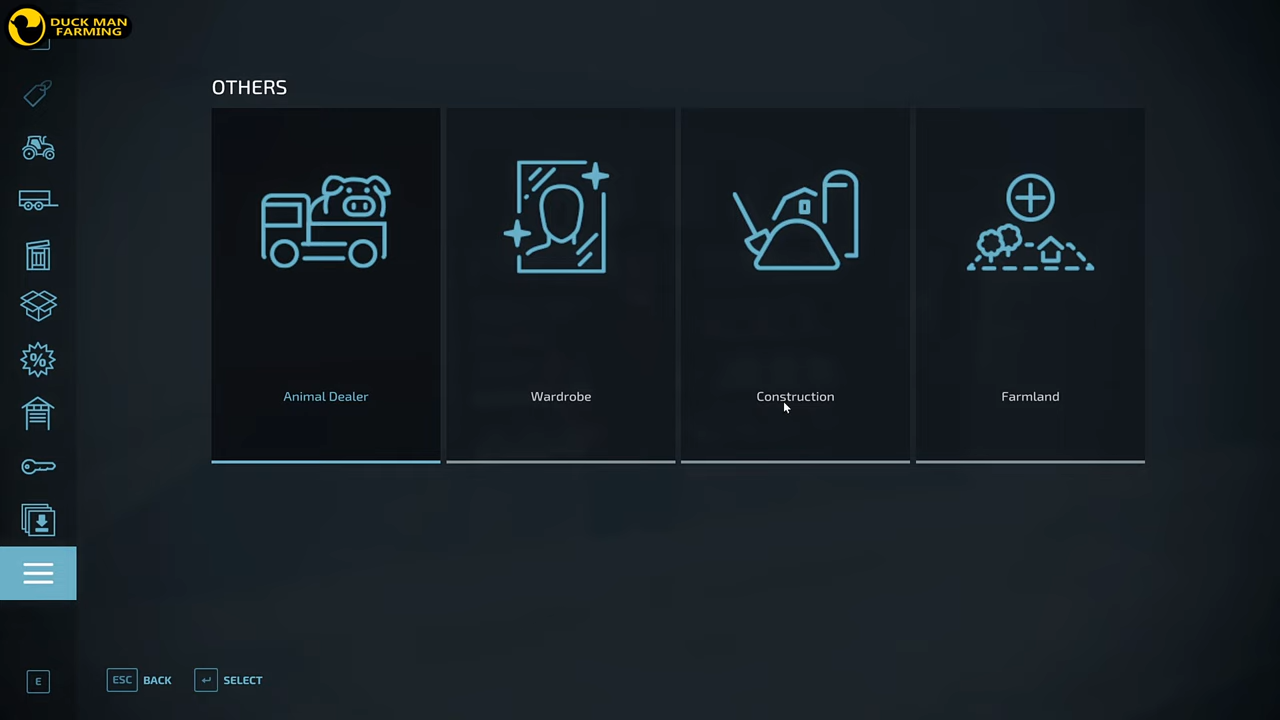 DUCK MAN
FARMING
OTHERS
%
Animal Dealer
Wardrobe
Construction
Farmland
E
ESC BACK
SELECT